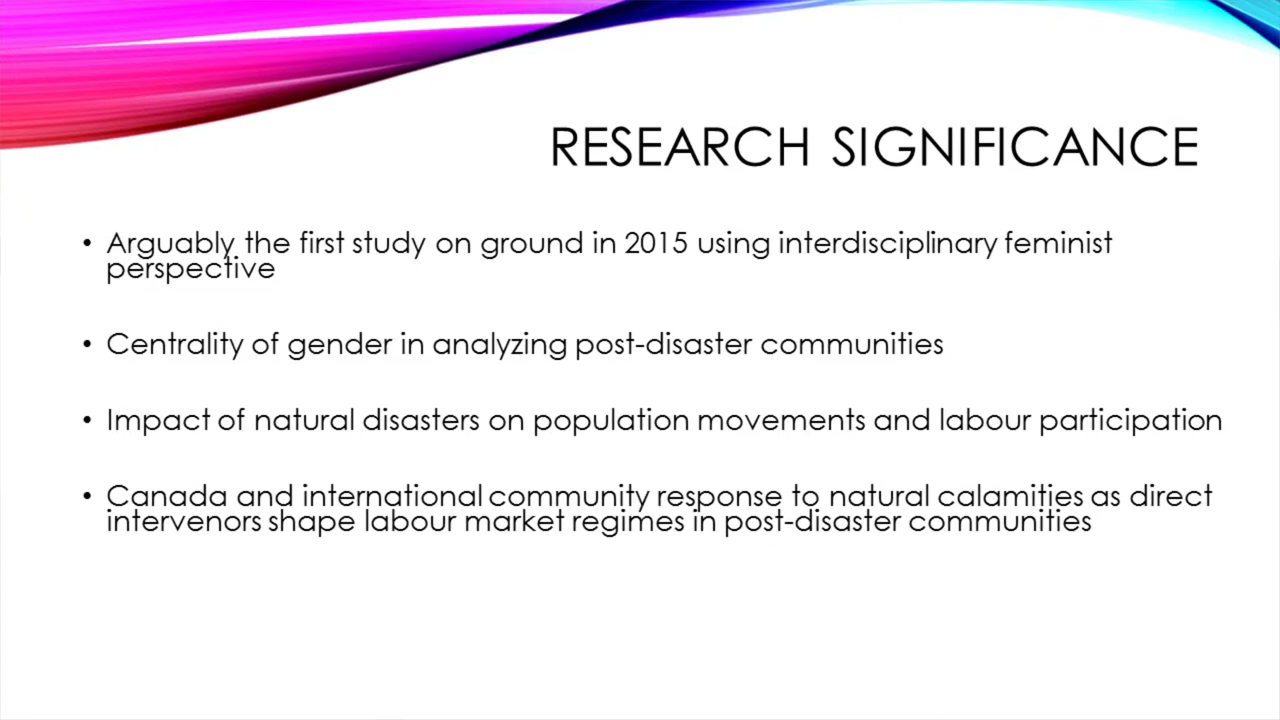 RESEARCH SIGNIFICANCE
• Arguably the first study on ground in 2015 using interdisciplinary feminist
perspective
• Centrality of gender in analyzing post-disaster communities
• Impact of natural disasters on population movements and labour participation
• Canada and international community response to natural calamities as direct
intervenors shape labour market regimes in post-disaster communities